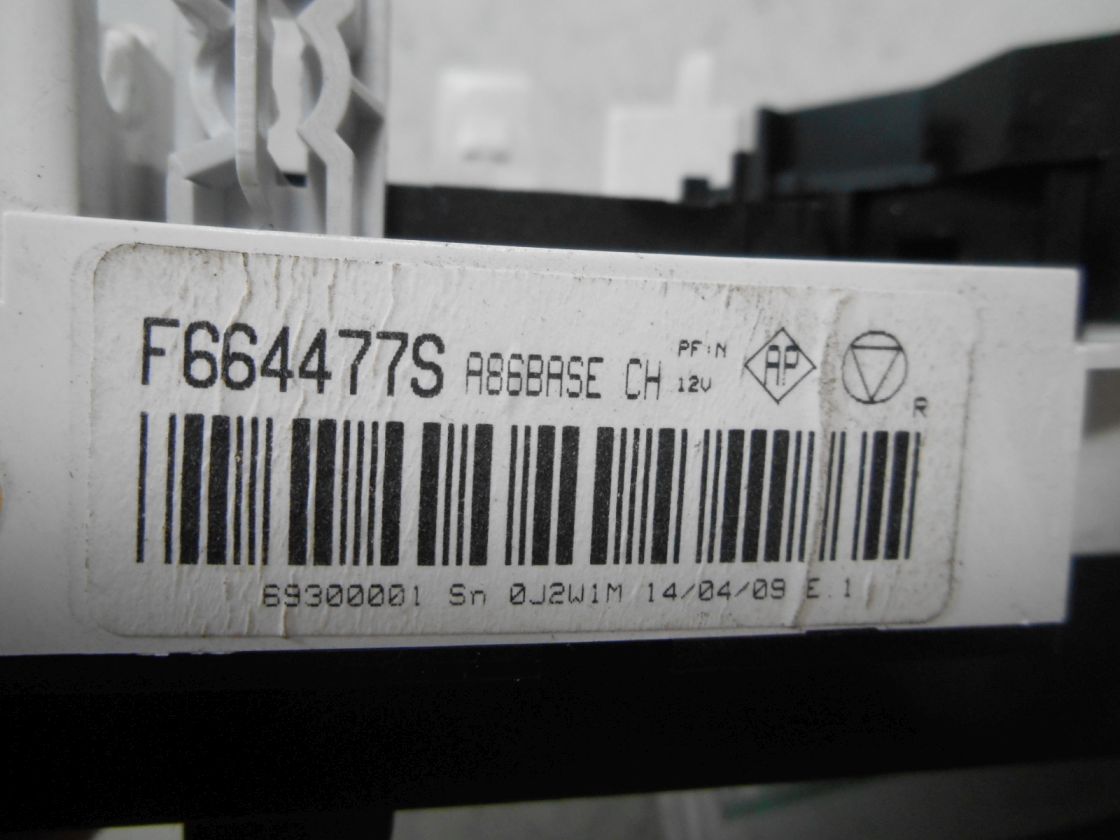 F664477S A86BASE CH PF:N
12V AP R
69300001 Sn 0J2W1M 14/04/09 E.1